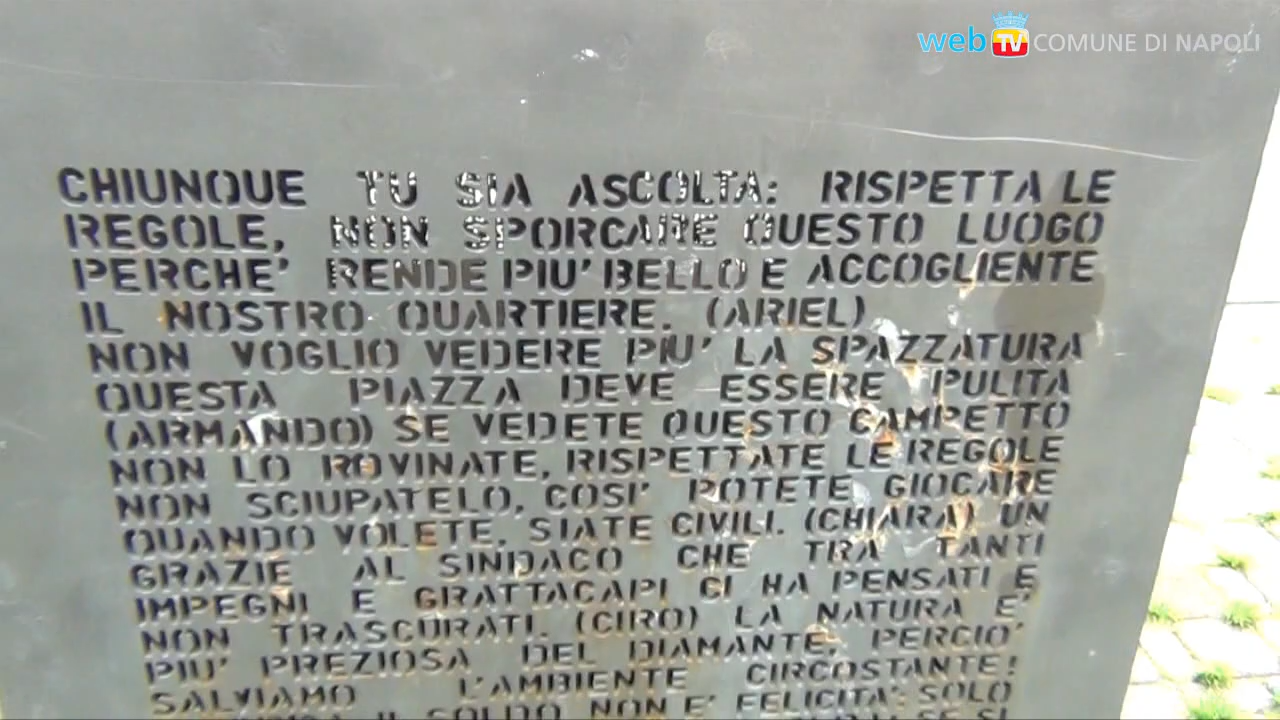 web TV COMUNE DI NAPOLI
CHIUNQUE TU SIA ASCOLTA: RISPETTA LE
REGOLE, NON SPORCARE QUESTO LUOGO
PERCHE' RENDE PIU' BELLO E ACCOGLIENTE
IL NOSTRO QUARTIERE. (ARIEL)
NON VOGLIO VEDERE PIU' LA SPAZZATURA
QUESTA PIAZZA DEVE ESSERE PULITA
(ARMANDO) SE VEDETE QUESTO CAMPETTO
NON LO ROVINATE, RISPETTATE LE REGOLE
NON SCIUPATELO, COSI' POTETE GIOCARE
QUANDO VOLETE, SIATE CIVILI. (CHIARA) UN
GRAZIE AL SINDACO CHE TRA TANTI
IMPEGNI E GRATTACAPI CI HA PENSATI E
NON TRASCURATI. (CIRO) LA NATURA E'
PIU' PREZIOSA DEL DIAMANTE, PERCIO'
SALVIAMO L'AMBIENTE CIRCOSTANTE!
IL SOLDO NON E' FELICITA': SOLO
SE SI